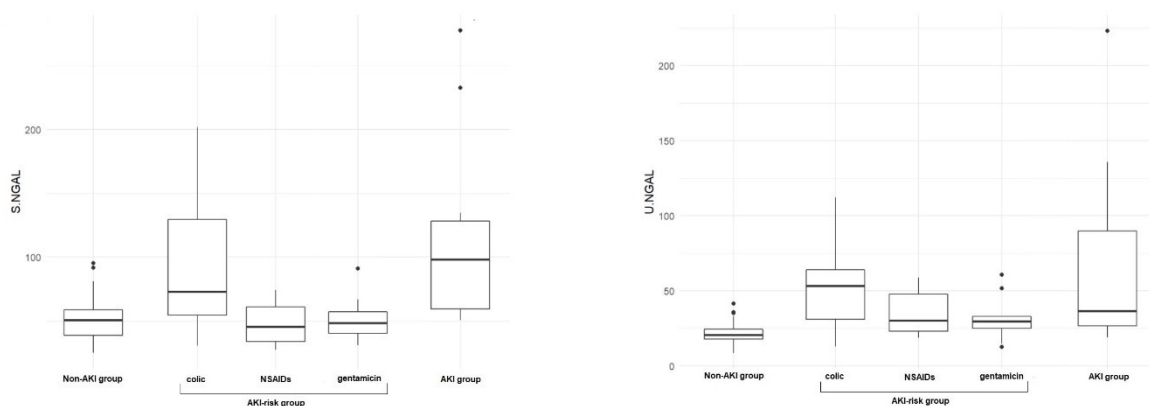 S.NGAL
200
100
Non-AKI group
colic
NSAIDs
gentamicin
AKI group
AKI-risk group
U.NGAL
200
150
100
50
0
Non-AKI group
colic
NSAIDs
gentamicin
AKI group
AKI-risk group